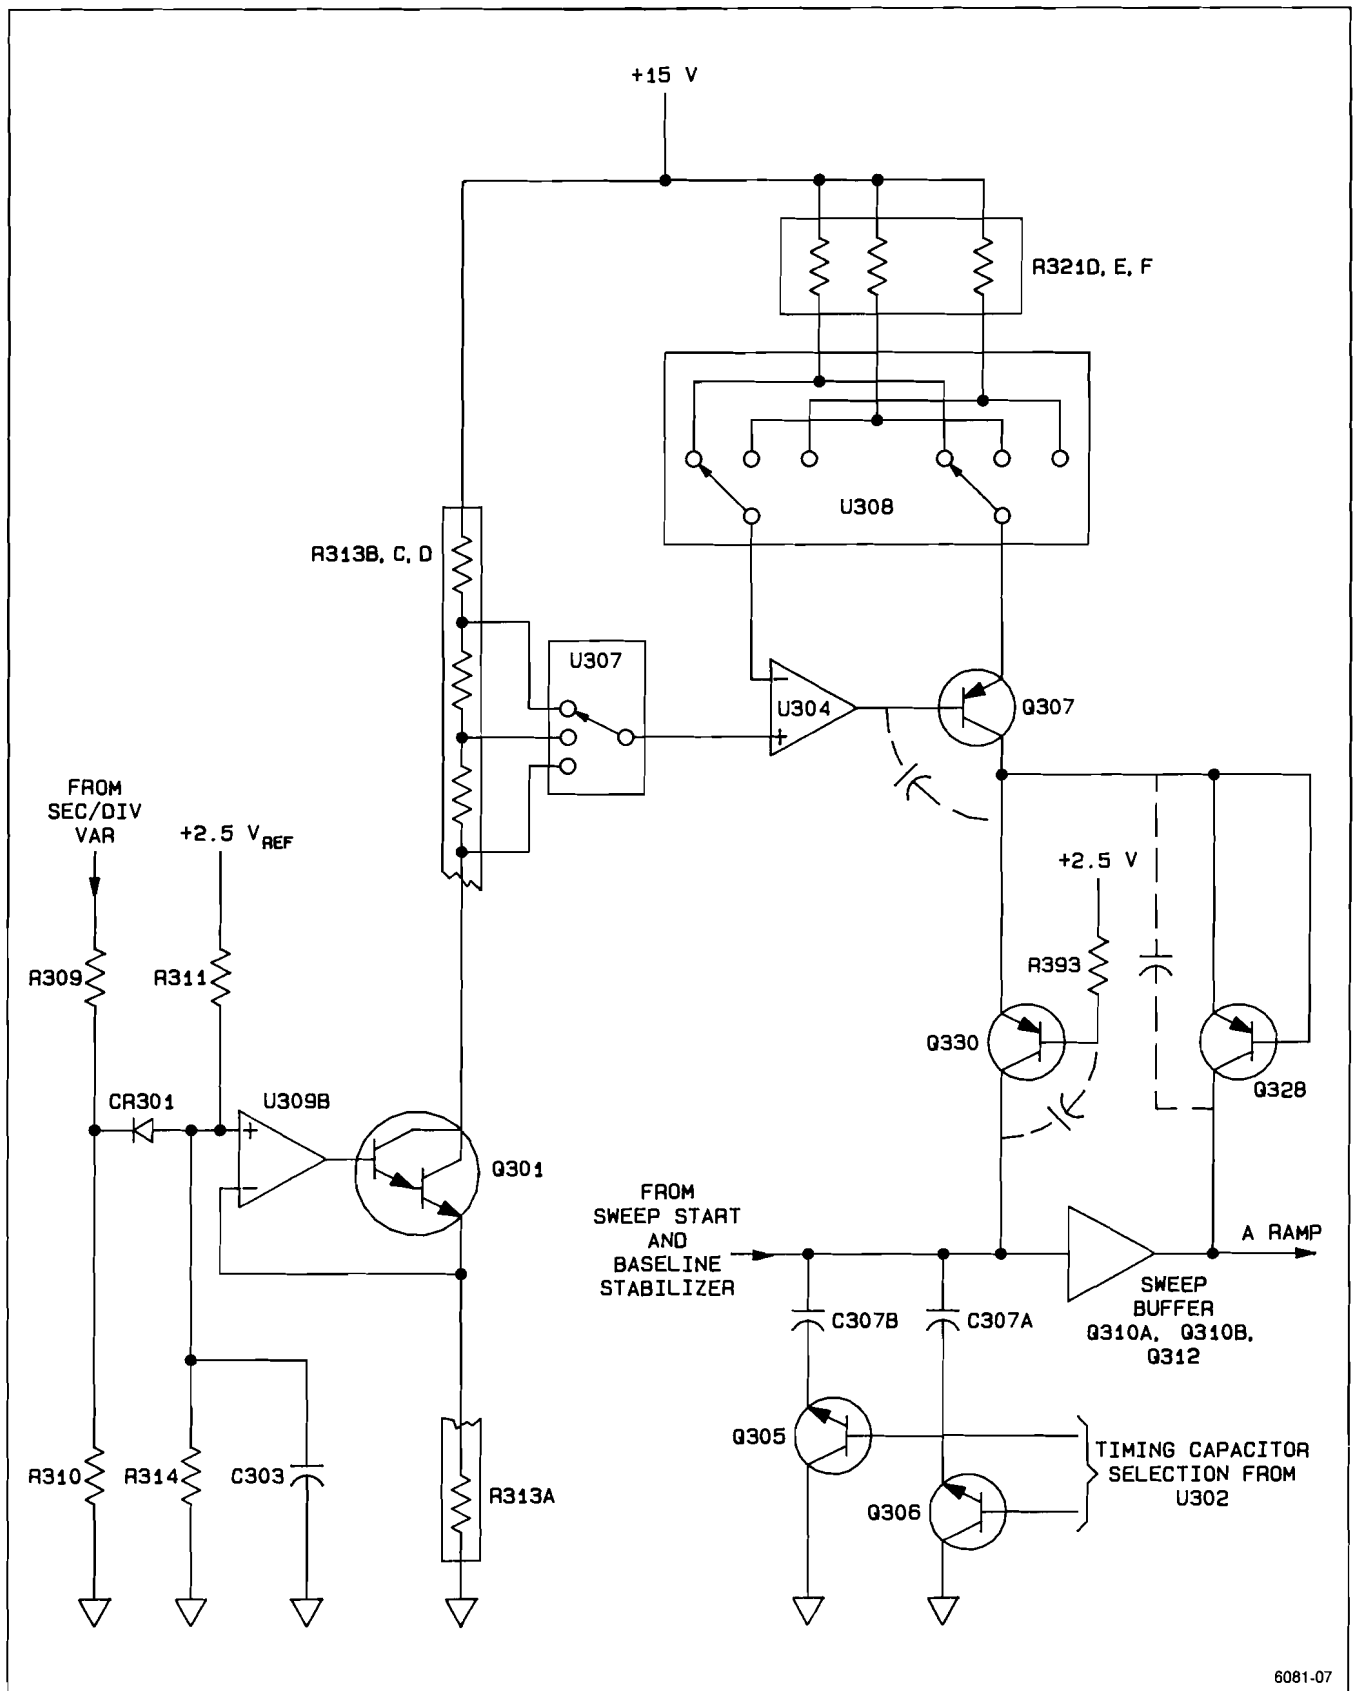 +15 V
R321D, E, F
U308
R313B, C, D
U307
U304
Q307
FROM
SEC/DIV
VAR
+2.5 VREF
+2.5 V
R309
R311
R393
Q330
Q328
CR301
U309B
Q301
FROM
SWEEP START
AND
BASELINE
STABILIZER
A RAMP
SWEEP
BUFFER
Q310A, Q310B,
Q312
C307B
C307A
Q305
Q306
TIMING CAPACITOR
SELECTION FROM
U302
R310
R314
C303
R313A
6081-07